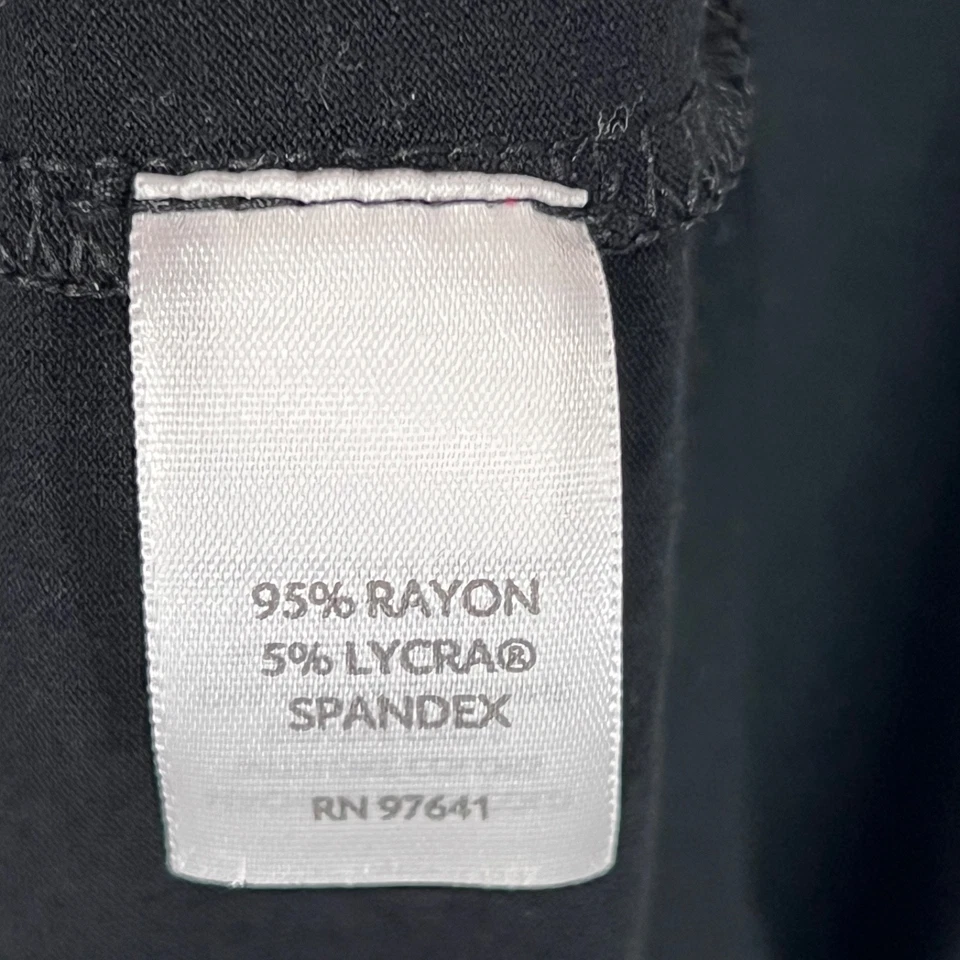 95% RAYON
5% LYCRA®
SPANDEX
RN 97641